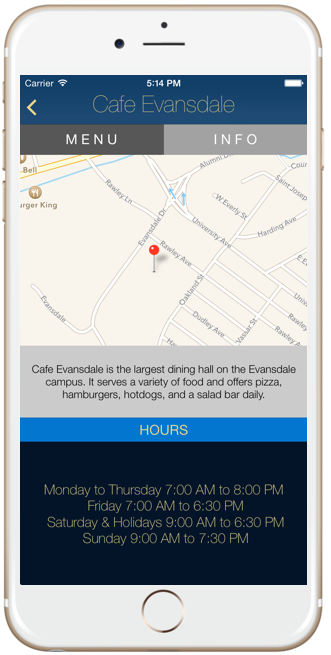 Carrier 5:14 PM
Cafe Evansdale
MENU INFO
Bell
Alumni D
Cour
Rawley Ln
Saint Josep
W Everly St
urger King
Evansdale Dr
University Ave
Harding Ave
Rawley Ave
E E
Oakland St
Evansdale
Dudley Ave
Vassar St
Univ
Rawley
Ha
Cafe Evansdale is the largest dining hall on the Evansdale
campus. It serves a variety of food and offers pizza,
hamburgers, hotdogs, and a salad bar daily.
HOURS
Monday to Thursday 7:00 AM to 8:00 PM
Friday 7:00 AM to 6:30 PM
Saturday & Holidays 9:00 AM to 6:30 PM
Sunday 9:00 AM to 7:30 PM